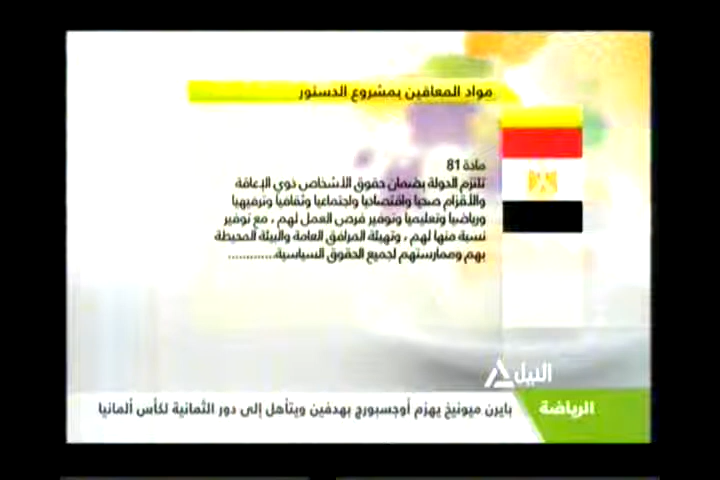 مواد المعاقين بمشروع الدستور
مادة 81
تلتزم الدولة بضمان حقوق الأشخاص ذوي الإعاقة
والأقزام صحيا واقتصاديا واجتماعيا وثقافيا وترفيهيا
ورياضيا وتعليميا وتوفير فرص العمل لهم ، مع توفير
نسبة منها لهم ، وتهيئة المرافق العامة والبيئة المحيطة
بهم وممارستهم لجميع الحقوق السياسية.............
النيل
الرياضة
بايرن ميونيخ يهزم أوجسبورج بهدفين ويتأهل إلى دور الثمانية لكأس ألمانيا